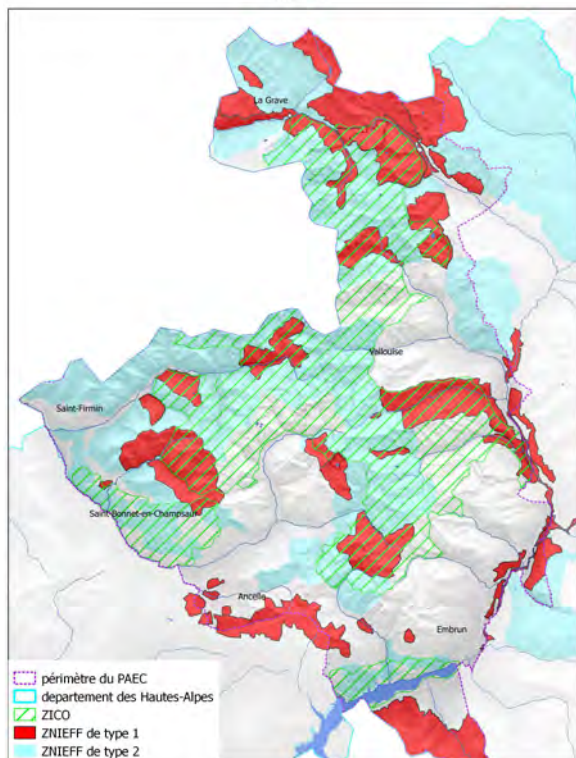 La Grave
Vallouise
Saint-Firmin
Saint-Bonnet-en-Champsaur
Ancelle
Embrun
périmètre du PAEC
departement des Hautes-Alpes
ZICO
ZNIEFF de type 1
ZNIEFF de type 2